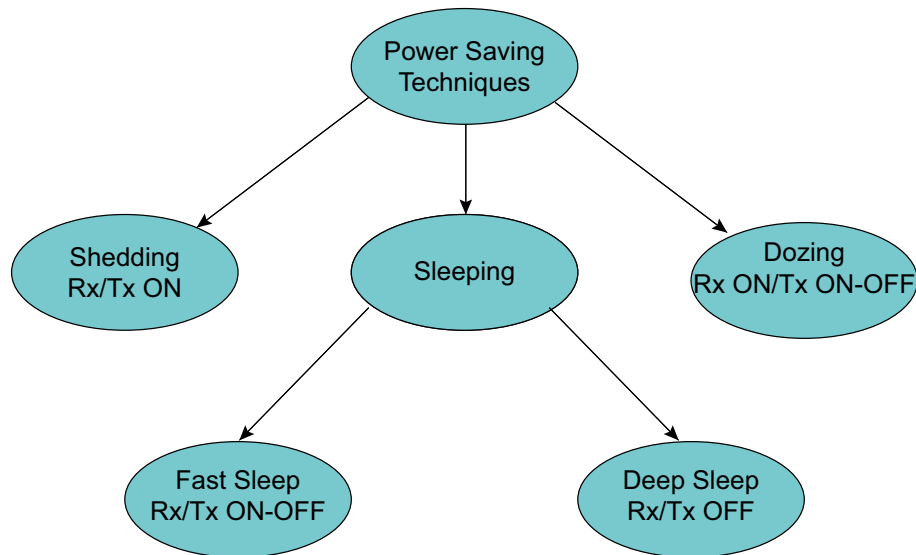 Power Saving
Techniques
Shedding
Rx/Tx ON
Sleeping
Dozing
Rx ON/Tx ON-OFF
Fast Sleep
Rx/Tx ON-OFF
Deep Sleep
Rx/Tx OFF